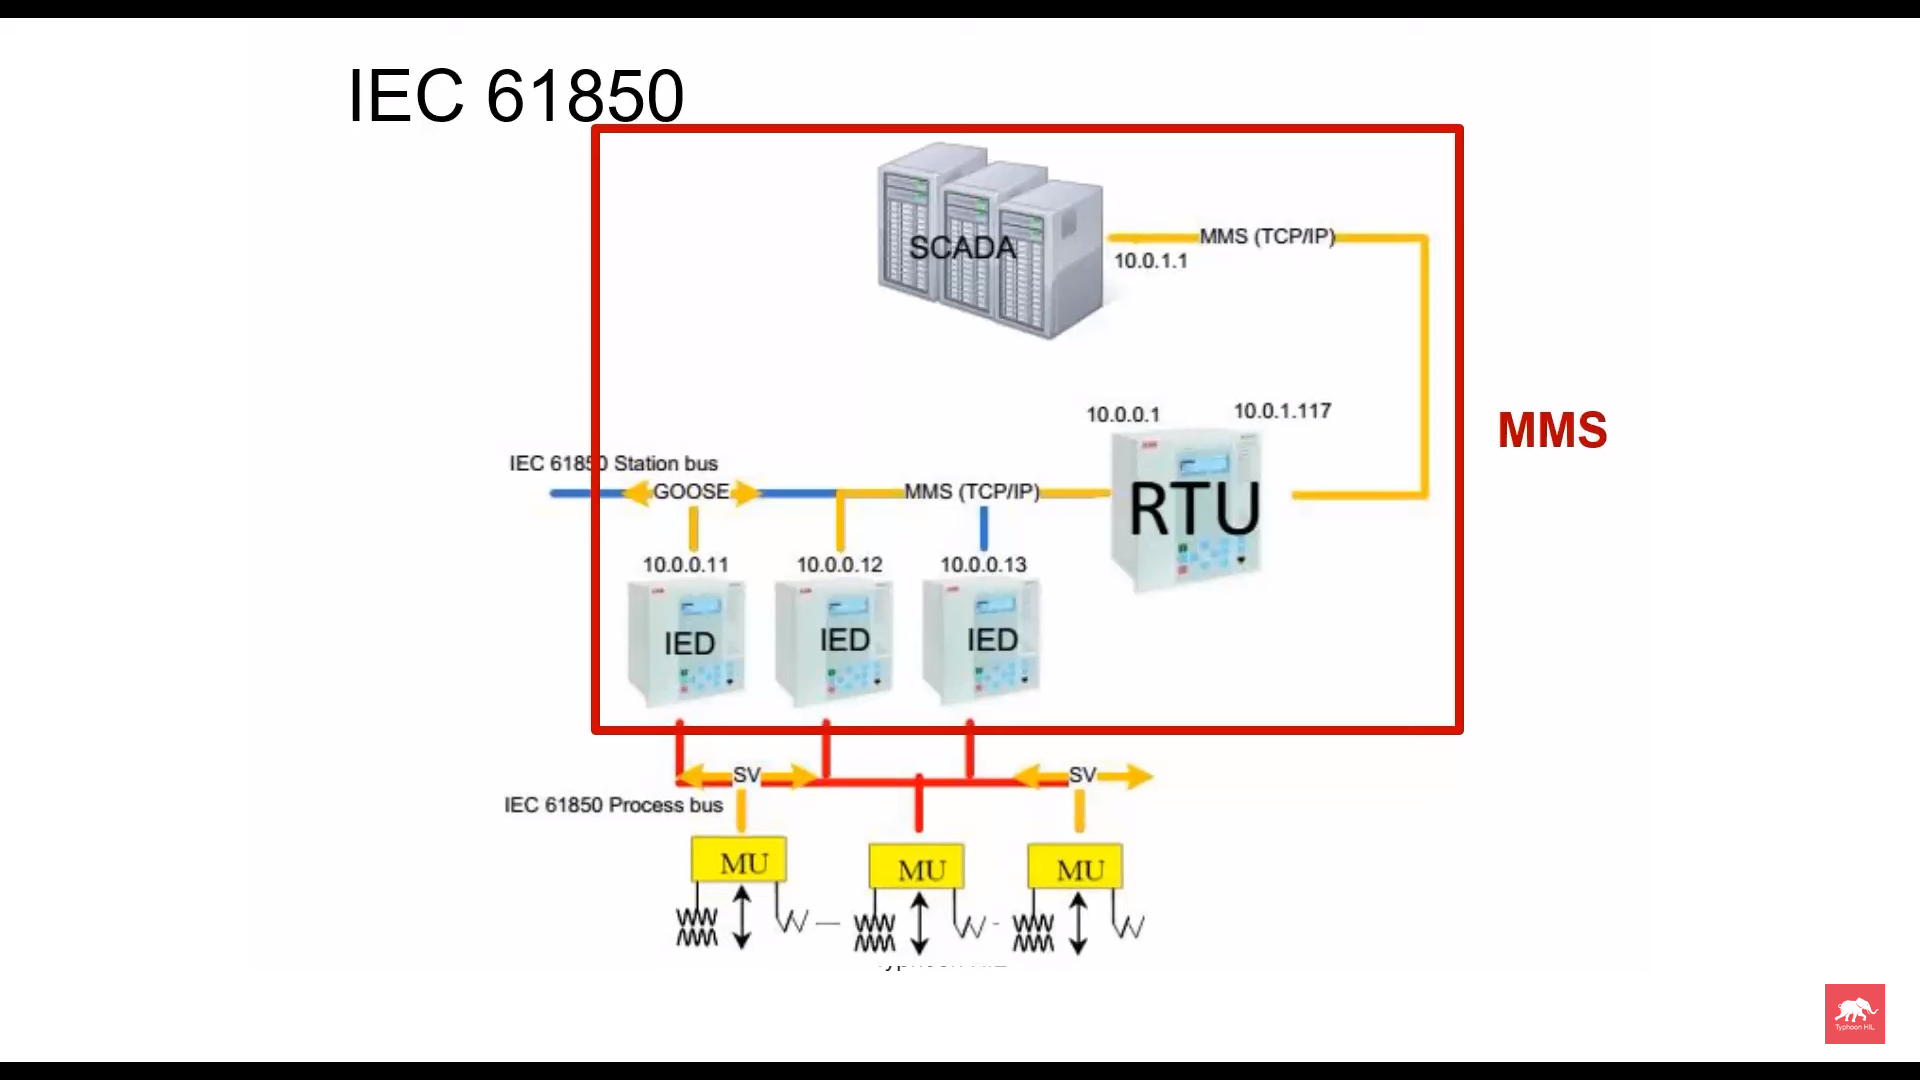 IEC 61850
SCADA
MMS (TCP/IP)
10.0.1.1
10.0.0.1
10.0.1.117
MMS
IEC 61850 Station bus
GOOSE
MMS (TCP/IP)
RTU
10.0.0.11
10.0.0.12
10.0.0.13
IED
IED
IED
SV
SV
IEC 61850 Process bus
MU
MU
MU
Typhoon HIL